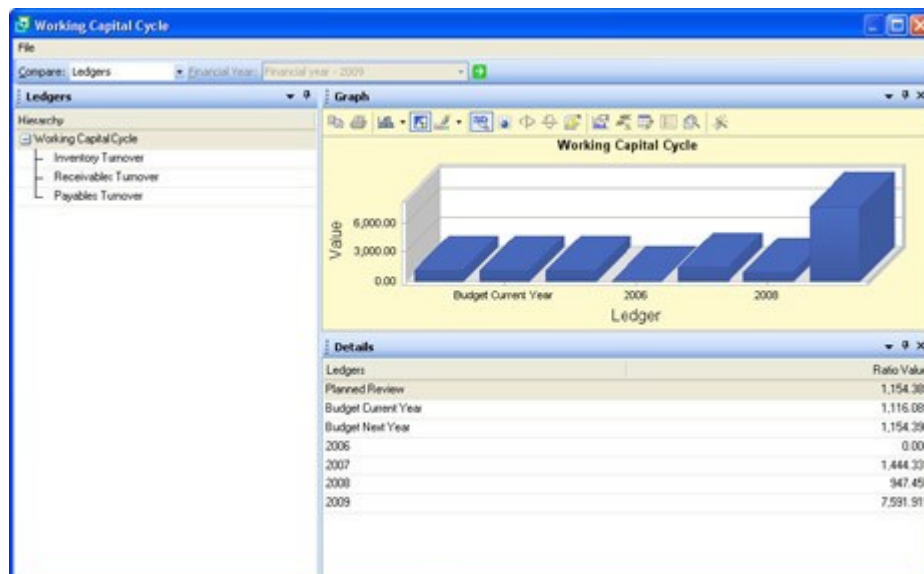 Working Capital Cycle
File
Compare: Ledgers Financial Year: Financial year - 2009
Ledgers
Hierarchy
Working Capital Cycle
Inventory Turnover
Receivables Turnover
Payables Turnover
Graph
Working Capital Cycle
Value
6,000.00
3,000.00
0.00
Budget Current Year 2006 2008
Ledger
Details
Ledgers Ratio Value
Planned Review 1,154.38
Budget Current Year 1,116.08
Budget Next Year 1,154.39
2006 0.00
2007 1,444.33
2008 947.45
2009 7,591.91